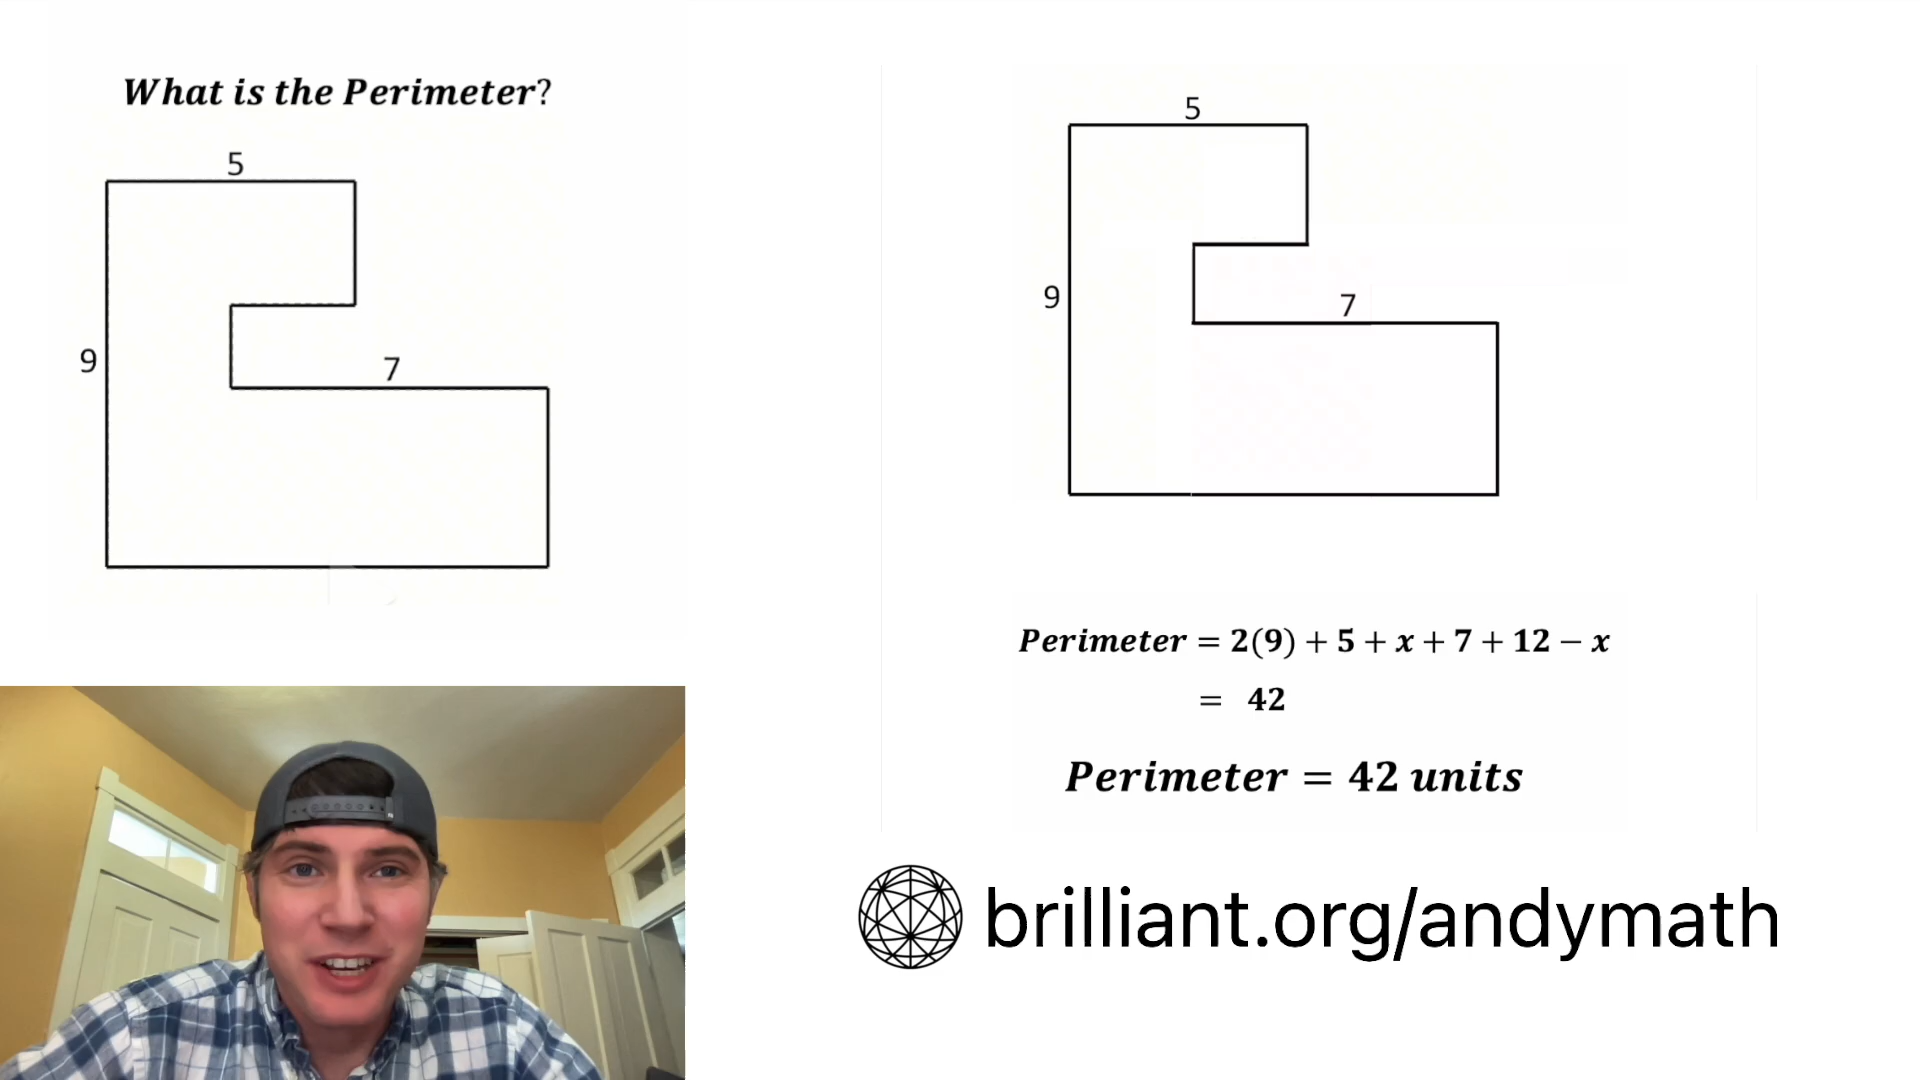 What is the Perimeter?
5
9
7
5
9
7
Perimeter = 2(9) + 5 + x + 7 + 12 − x
= 42
Perimeter = 42 units
brilliant.org/andymath